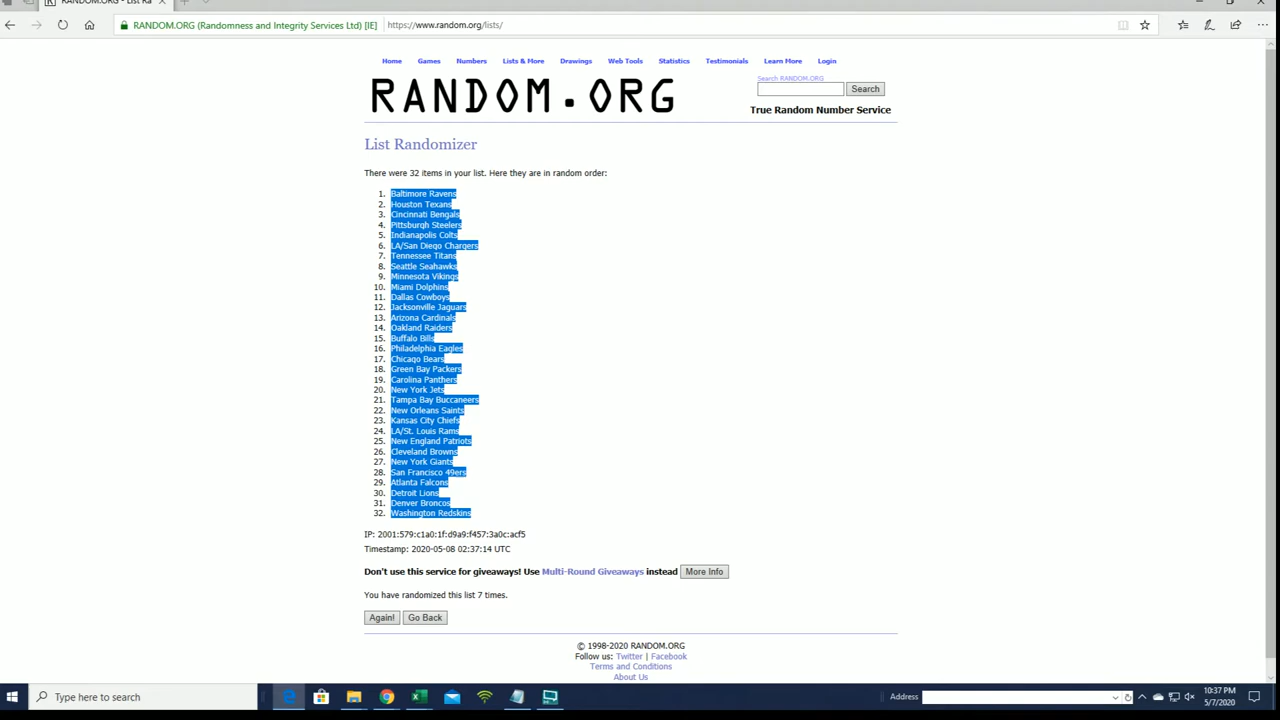 RANDOM.ORG - List Ra
RANDOM.ORG (Randomness and Integrity Services Ltd) [IE]
https://www.random.org/lists/
Home Games Numbers Lists & More Drawings Web Tools Statistics Testimonials Learn More Login
RANDOM.ORG
Search RANDOM.ORG
Search
True Random Number Service
List Randomizer
There were 32 items in your list. Here they are in random order:
1. Baltimore Ravens
2. Houston Texans
3. Cincinnati Bengals
4. Pittsburgh Steelers
5. Indianapolis Colts
6. LA/San Diego Chargers
7. Tennessee Titans
8. Seattle Seahawks
9. Minnesota Vikings
10. Miami Dolphins
11. Dallas Cowboys
12. Jacksonville Jaguars
13. Arizona Cardinals
14. Oakland Raiders
15. Buffalo Bills
16. Philadelphia Eagles
17. Chicago Bears
18. Green Bay Packers
19. Carolina Panthers
20. New York Jets
21. Tampa Bay Buccaneers
22. New Orleans Saints
23. Kansas City Chiefs
24. LA/St. Louis Rams
25. New England Patriots
26. Cleveland Browns
27. New York Giants
28. San Francisco 49ers
29. Atlanta Falcons
30. Detroit Lions
31. Denver Broncos
32. Washington Redskins
IP: 2001:579:c1a0:1f:d9a9:f457:3a0c:acf5
Timestamp: 2020-05-08 02:37:14 UTC
Don't use this service for giveaways! Use Multi-Round Giveaways instead More Info
You have randomized this list 7 times.
Again! Go Back
© 1998-2020 RANDOM.ORG
Follow us: Twitter | Facebook
Terms and Conditions
About Us
Type here to search
Address
10:37 PM
5/7/2020